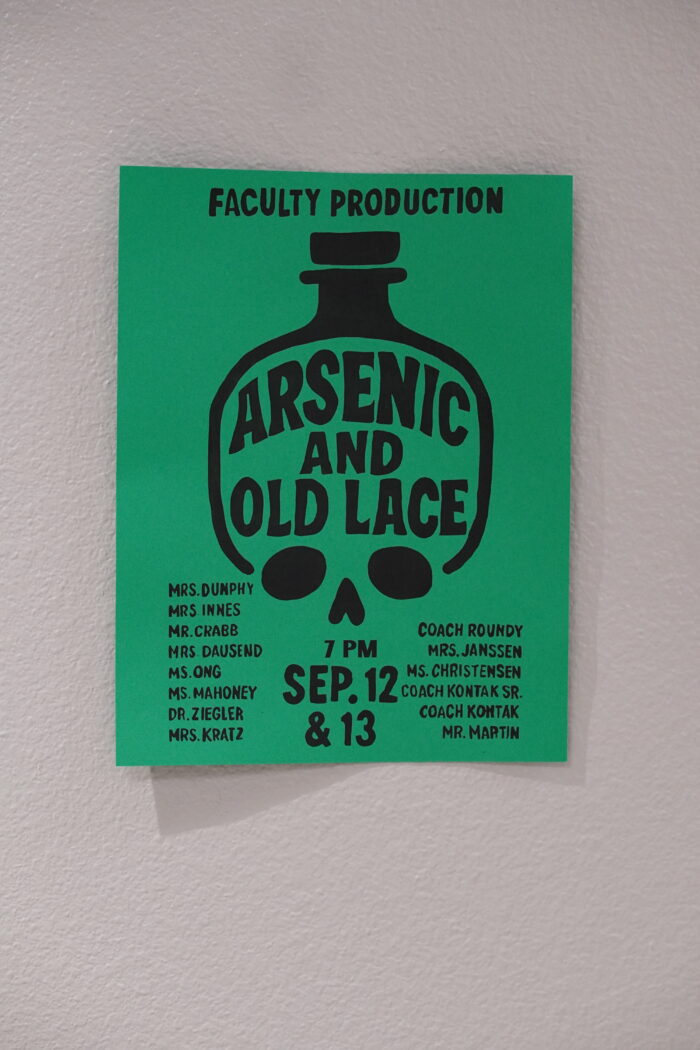 FACULTY PRODUCTION
ARSENIC
AND
OLD LACE
MRS. DUNPHY
MRS. INNES
MR. CRABB
MRS. DAUSEND
MS. ONG
MS. MAHONEY
DR. ZIEGLER
MRS. KRATZ
7 PM
SEP. 12
& 13
COACH ROUNDY
MRS. JANSSEN
MS. CHRISTENSEN
COACH KONTAK SR.
COACH KONTAK
MR. MARTIN